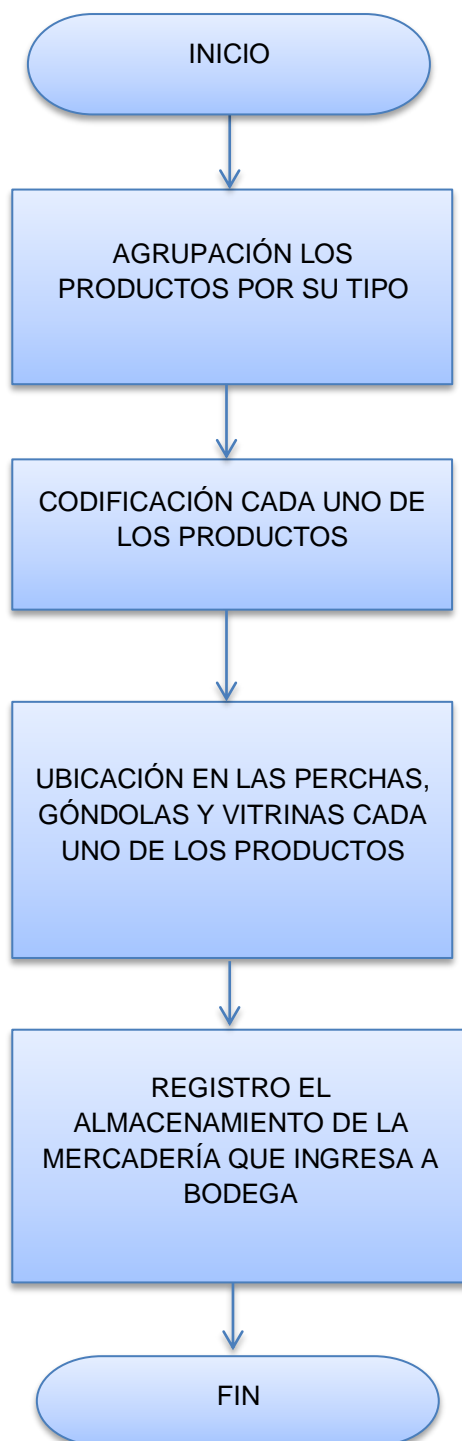 INICIO
AGRUPACIÓN LOS
PRODUCTOS POR SU TIPO
CODIFICACIÓN CADA UNO DE
LOS PRODUCTOS
UBICACIÓN EN LAS PERCHAS,
GÓNDOLAS Y VITRINAS CADA
UNO DE LOS PRODUCTOS
REGISTRO EL
ALMACENAMIENTO DE LA
MERCADERÍA QUE INGRESA A
BODEGA
FIN